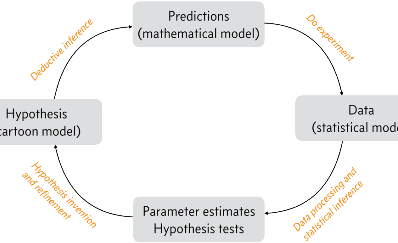 Predictions
(mathematical model)
Do experiment
Data
(statistical mode
Data processing and
statistical inference
Parameter estimates
Hypothesis tests
Hypothesis invention
and refinement
Hypothesis
cartoon model)
Deductive inference